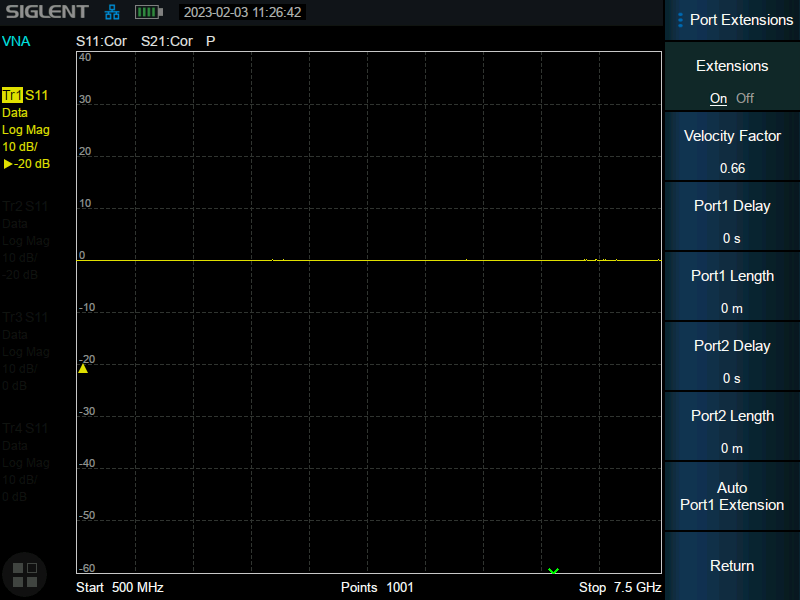 SIGLENT 2023-02-03 11:26:42
Port Extensions
VNA
S11:Cor S21:Cor P
Tr1 S11
Data
Log Mag
10 dB/
-20 dB
Tr2 S11
Data
Log Mag
10 dB/
-20 dB
Tr3 S11
Data
Log Mag
10 dB/
0 dB
Tr4 S11
Data
Log Mag
10 dB/
0 dB
40
30
20
10
0
-10
-20
-30
-40
-50
-60
Start 500 MHz
Points 1001
Stop 7.5 GHz
Extensions
On Off
Velocity Factor
0.66
Port1 Delay
0 s
Port1 Length
0 m
Port2 Delay
0 s
Port2 Length
0 m
Auto
Port1 Extension
Return